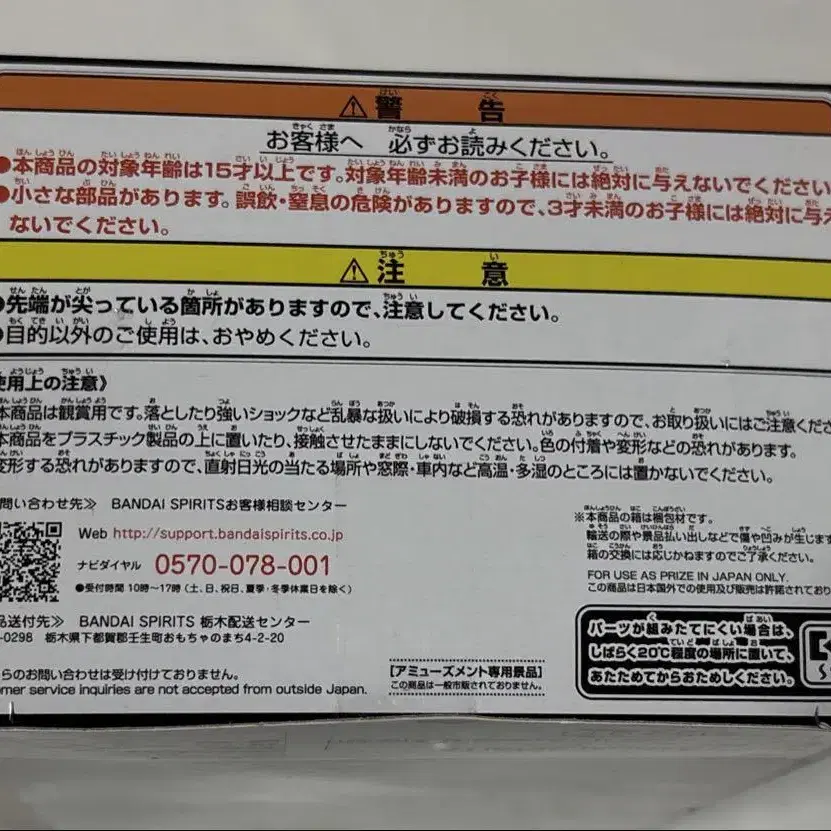 ⚠警告
お客様へ 必ずお読みください。
●本商品の対象年齢は15才以上です。対象年齢未満のお子様には絶対に与えないでください
●小さな部品があります。誤飲・窒息の危険がありますので、3才未満のお子様には絶対に与え
ないでください。
⚠注意
●先端が尖っている箇所がありますので、注意してください。
●目的以外のご使用は、おやめください。
使用上の注意》
本商品は観賞用です。落としたり強いショックなど乱暴な扱いにより破損する恐れがありますので、お取り扱いにはご注意くださ
本商品をプラスチック製品の上に置いたり、接触させたままにしないでください。色の付着や変形などの恐れがあります。
変形する恐れがありますので、直射日光の当たる場所や窓際・車内など高温・多湿のところには置かないでください。
問い合わせ先≫ BANDAI SPIRITSお客様相談センター
Web http://support.bandaispirits.co.jp
ナビダイヤル 0570-078-001
●受付時間 10時～17時(土、日、祝日、夏季・冬季休業日を除く)
品送付先≫ BANDAI SPIRITS 栃木配送センター
-0298 栃木県下都賀郡壬生町おもちゃのまち4-2-20
らのお問い合わせは受け付けておりません。
omer service inquiries are not accepted from outside Japan.
[アミューズメント専用景品]
この商品は一般市販されておりません。
※本商品の箱は梱包材です。
輸送の際や景品払い出しなどで傷や凹みが生じます
箱の交換には応じかねますのでご了承ください。
FOR USE AS PRIZE IN JAPAN ONLY.
この商品は日本国外での使用及び販売は許諾されており
パーツが組みたてにくい場合は、
しばらく20℃程度の場所に置いて、
あたためてからおためしください。